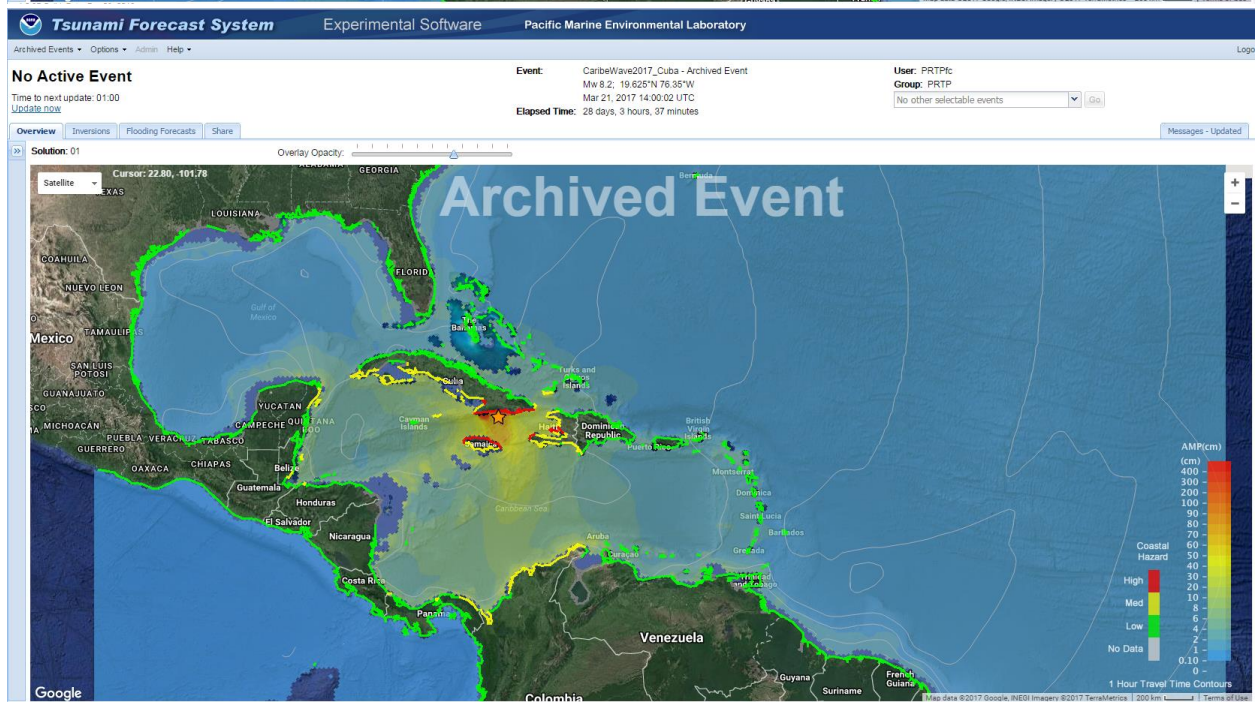 Tsunami Forecast System Experimental Software Pacific Marine Environmental Laboratory
Archived Events Options Admin Help Logo
No Active Event
Time to next update: 01:00
Update now
Event: CaribeWave2017_Cuba - Archived Event
Mw 8.2; 19.625°N 76.35°W
Mar 21, 2017 14:00:02 UTC
Elapsed Time: 28 days, 3 hours, 37 minutes
User: PRTPfc
Group: PRTP
No other selectable events Go
Overview Inversions Flooding Forecasts Share Messages - Updated
Solution: 01 Overlay Opacity:
Satellite
Cursor: 22.80, -101.78
Archived Event
+
-
GEORGIA
Bermuda
LOUISIANA
COAHUILA
FLORID
NUEVO LEON
Gulf of
Mexico
The
Bahamas
TAMAULIPAS
Mexico
SAN LUIS
POTOSI
Turks and
Caicos
Islands
Cuba
GUANAJUATO
YUCATAN
CAMPECHE QUINTANA
ROO
Cayman
Islands
Haiti
Dominican
Republic
Puerto Rico
British
Virgin
Islands
MICHOACÁN
PUEBLA VERACRUZ TABASCO
GUERRERO
Jamaica
OAXACA
CHIAPAS
Belize
Montserrat
Guatemala
Dominica
Honduras
Caribbean Sea
Saint Lucia
El Salvador
Barbados
Nicaragua
Aruba
Curaçao
Grenada
Costa Rica
Trinidad
and Tobago
Panama
Venezuela
Guyana
Suriname
French
Guiana
Colombia
AMP(cm)
(cm)
400
300
200
100
90
80
70
60
50
40
30
20
10
8
6
4
2
1
0.10
0
Coastal
Hazard
High
Med
Low
No Data
1 Hour Travel Time Contours
Google
Map data ©2017 Google, INEGI Imagery ©2017 TerraMetrics 200 km Terms of Use